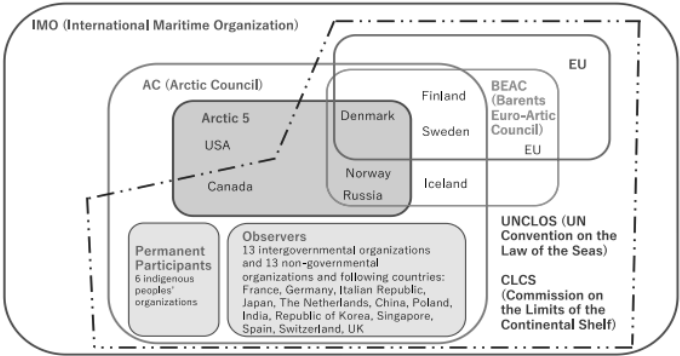 IMO (International Maritime Organization)
EU
AC (Arctic Council)
BEAC
(Barents
Euro-Artic
Council)
EU
Finland
Sweden
Iceland
Arctic 5
USA
Canada
Denmark
Norway
Russia
Permanent
Participants
6 indigenous
peoples'
organizations
Observers
13 intergovernmental organizations
and 13 non-governmental
organizations and following countries:
France, Germany, Italian Republic,
Japan, The Netherlands, China, Poland,
India, Republic of Korea, Singapore,
Spain, Switzerland, UK
UNCLOS (UN
Convention on the
Law of the Seas)
CLCS
(Commission on
the Limits of the
Continental Shelf)